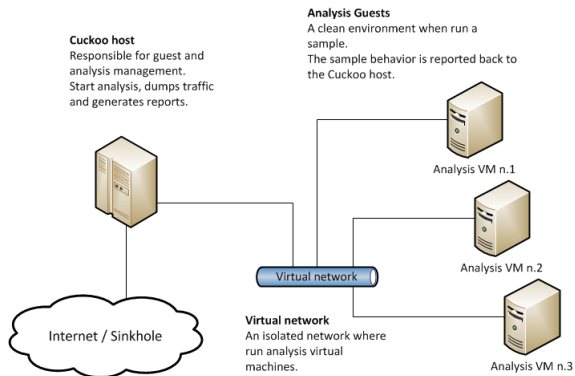 Cuckoo host
Responsible for guest and
analysis management.
Start analysis, dumps traffic
and generates reports.
Analysis Guests
A clean environment when run a
sample.
The sample behavior is reported back to
the Cuckoo host.
Analysis VM n.1
Analysis VM n.2
Virtual network
Internet / Sinkhole
Virtual network
An isolated network where
run analysis virtual
machines.
Analysis VM n.3